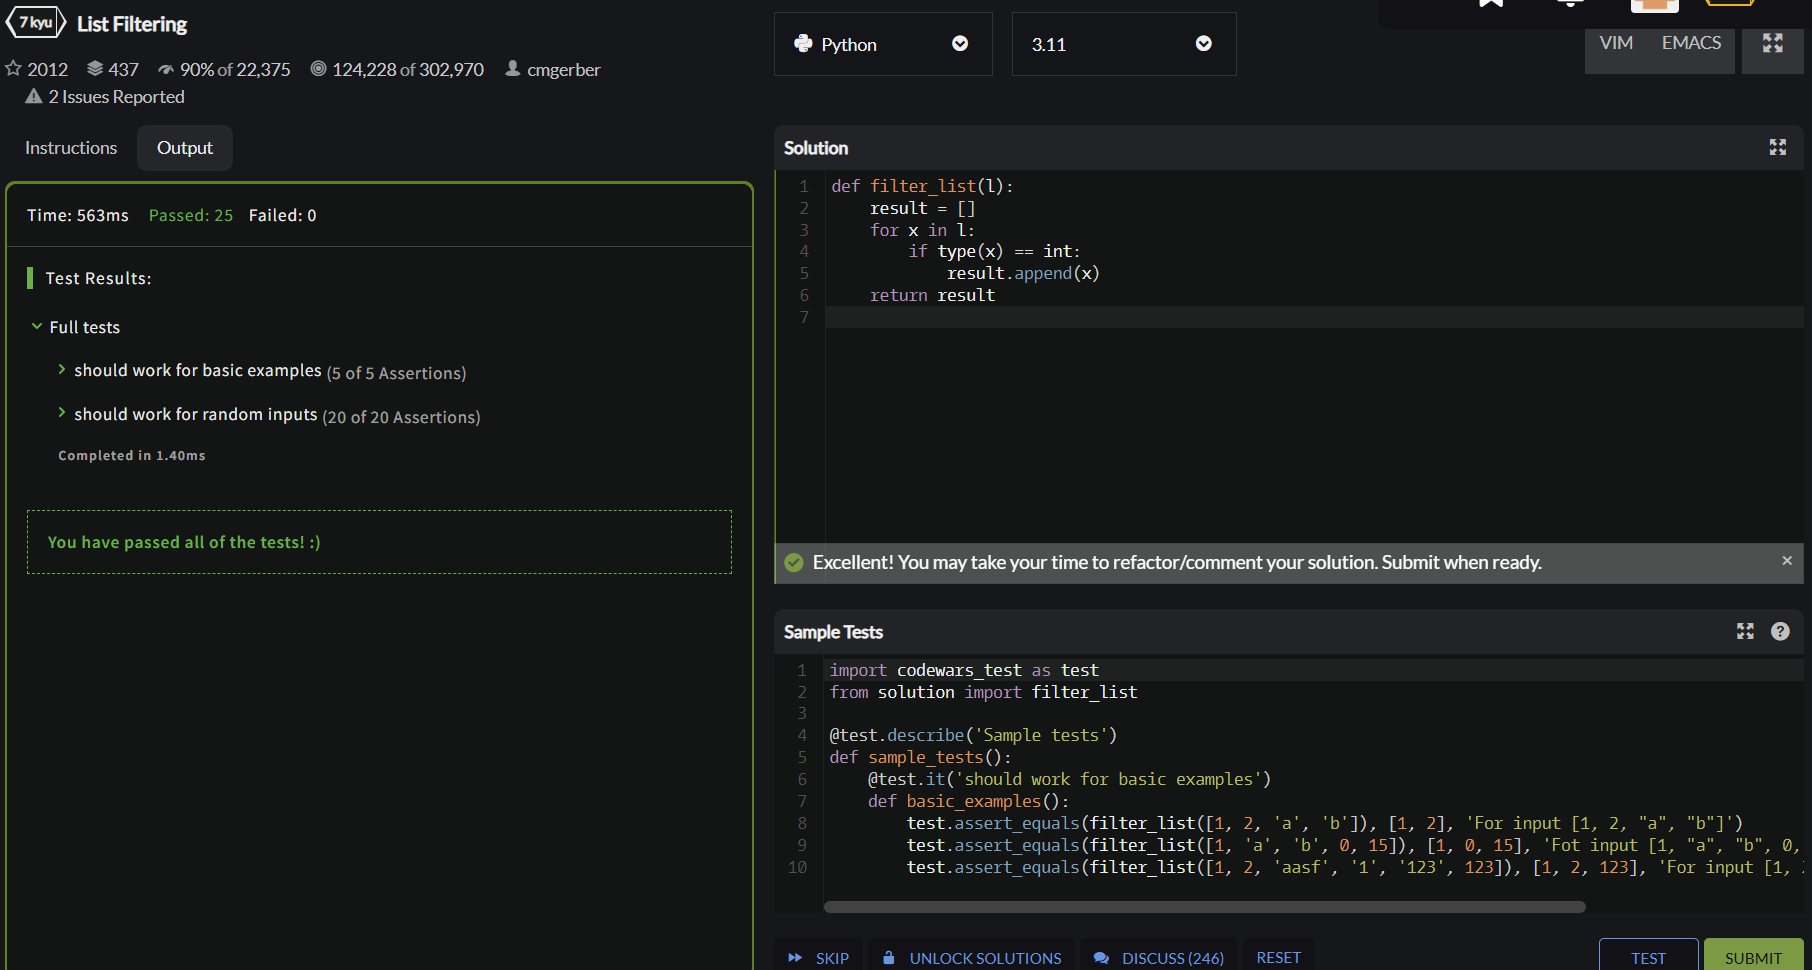 7 kyu List Filtering
2012 437 90% of 22,375 124,228 of 302,970 cmgerber
2 Issues Reported
Instructions Output
Time: 563ms Passed: 25 Failed: 0
Test Results:
Full tests
should work for basic examples (5 of 5 Assertions)
should work for random inputs (20 of 20 Assertions)
Completed in 1.40ms
You have passed all of the tests! :)
Python 3.11 VIM EMACS
Solution
1 def filter_list(l):
2     result = []
3     for x in l:
4         if type(x) == int:
5             result.append(x)
6     return result
7
Excellent! You may take your time to refactor/comment your solution. Submit when ready. ×
Sample Tests ?
1 import codewars_test as test
2 from solution import filter_list
3
4 @test.describe('Sample tests')
5 def sample_tests():
6     @test.it('should work for basic examples')
7     def basic_examples():
8         test.assert_equals(filter_list([1, 2, 'a', 'b']), [1, 2], 'For input [1, 2, "a", "b"]')
9         test.assert_equals(filter_list([1, 'a', 'b', 0, 15]), [1, 0, 15], 'Fot input [1, "a", "b", 0,
10         test.assert_equals(filter_list([1, 2, 'aasf', '1', '123', 123]), [1, 2, 123], 'For input [1,
SKIP UNLOCK SOLUTIONS DISCUSS (246) RESET TEST SUBMIT